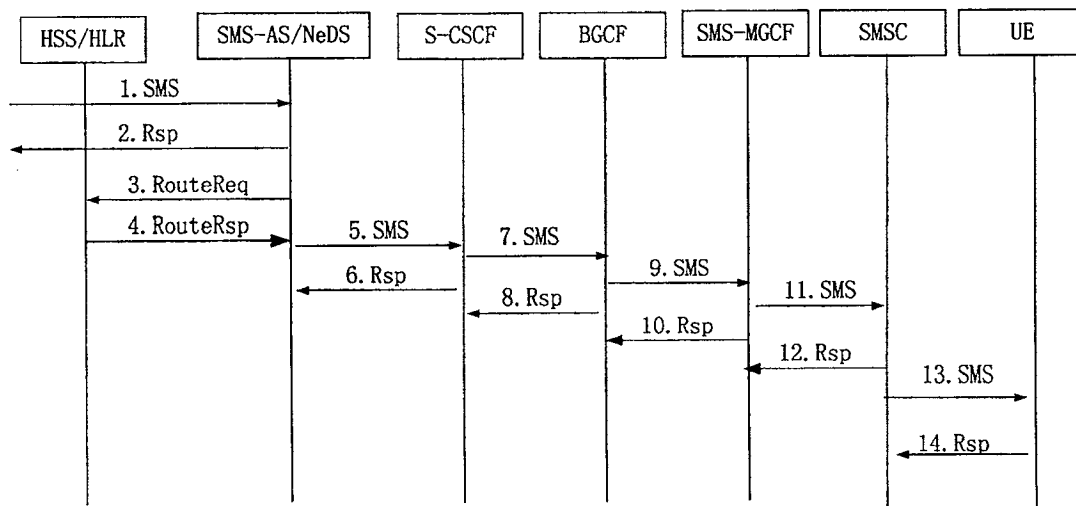 HSS/HLR SMS-AS/NeDS S-CSCF BGCF SMS-MGCF SMSC UE
1.SMS
2.Rsp
3.RouteReq
4.RouteRsp
5.SMS
6.Rsp
7.SMS
8.Rsp
9.SMS
10.Rsp
11.SMS
12.Rsp
13.SMS
14.Rsp